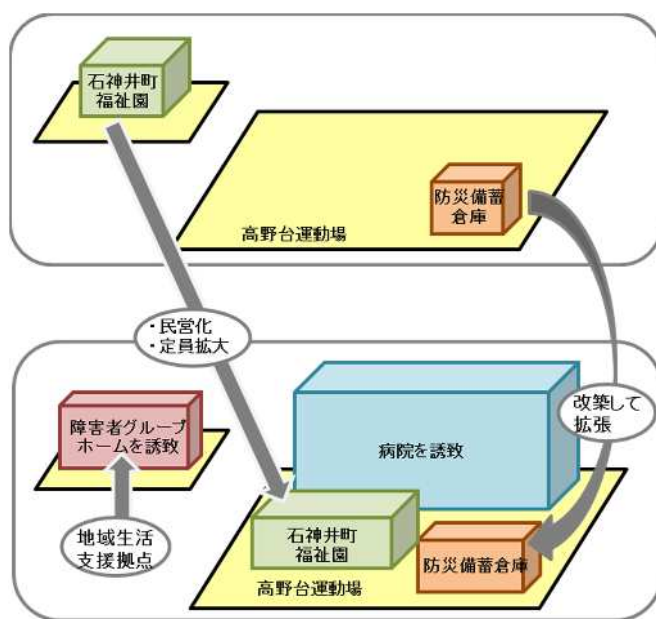 石神井町
福祉園
防災備蓄
倉庫
高野台運動場
・民営化
・定員拡大
障害者グループ
ホームを誘致
病院を誘致
改築して
拡張
地域生活
支援拠点
石神井町
福祉園
防災備蓄倉庫
高野台運動場